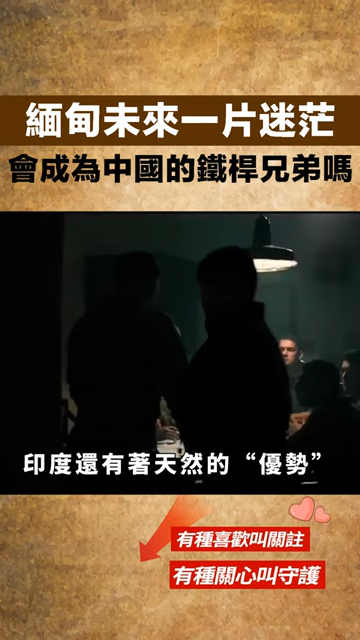 緬甸未來一片迷茫
會成為中國的鐵桿兄弟嗎
印度還有著天然的“優勢”
有種喜歡叫關註
有種關心叫守護